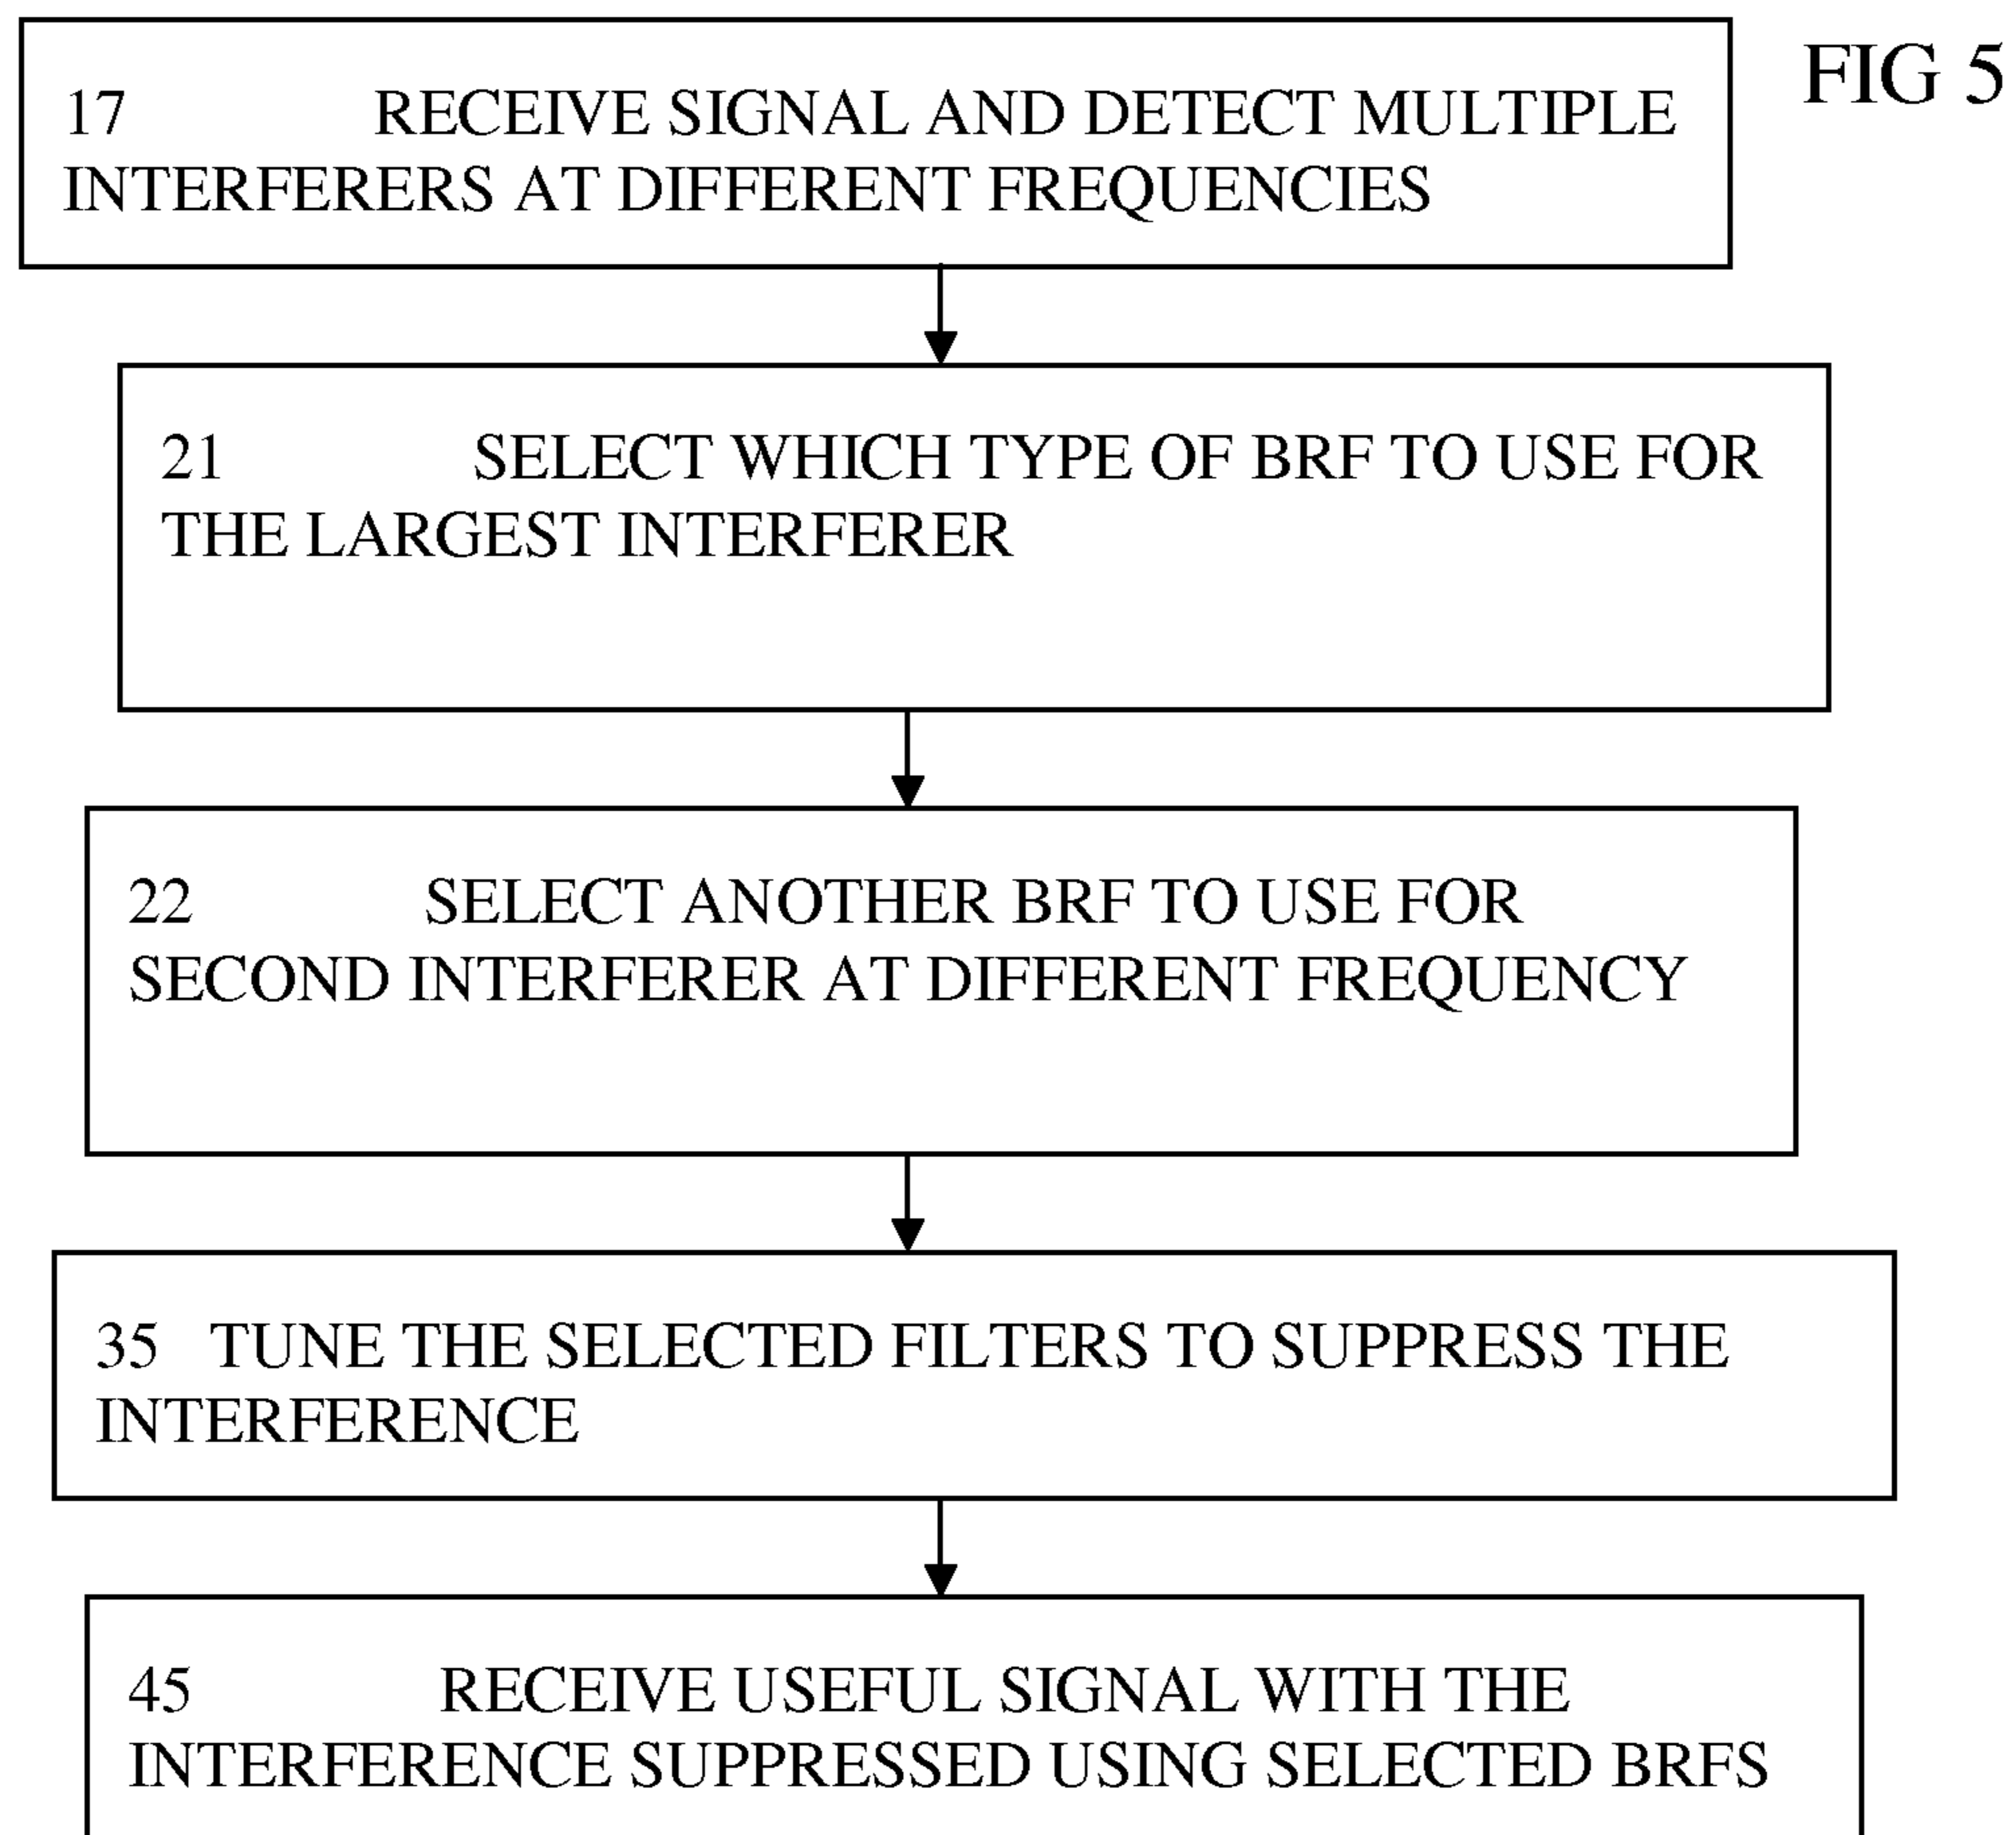 FIG 5
17 RECEIVE SIGNAL AND DETECT MULTIPLE
INTERFERERS AT DIFFERENT FREQUENCIES
21 SELECT WHICH TYPE OF BRF TO USE FOR
THE LARGEST INTERFERER
22 SELECT ANOTHER BRF TO USE FOR
SECOND INTERFERER AT DIFFERENT FREQUENCY
35 TUNE THE SELECTED FILTERS TO SUPPRESS THE
INTERFERENCE
45 RECEIVE USEFUL SIGNAL WITH THE
INTERFERENCE SUPPRESSED USING SELECTED BRFS